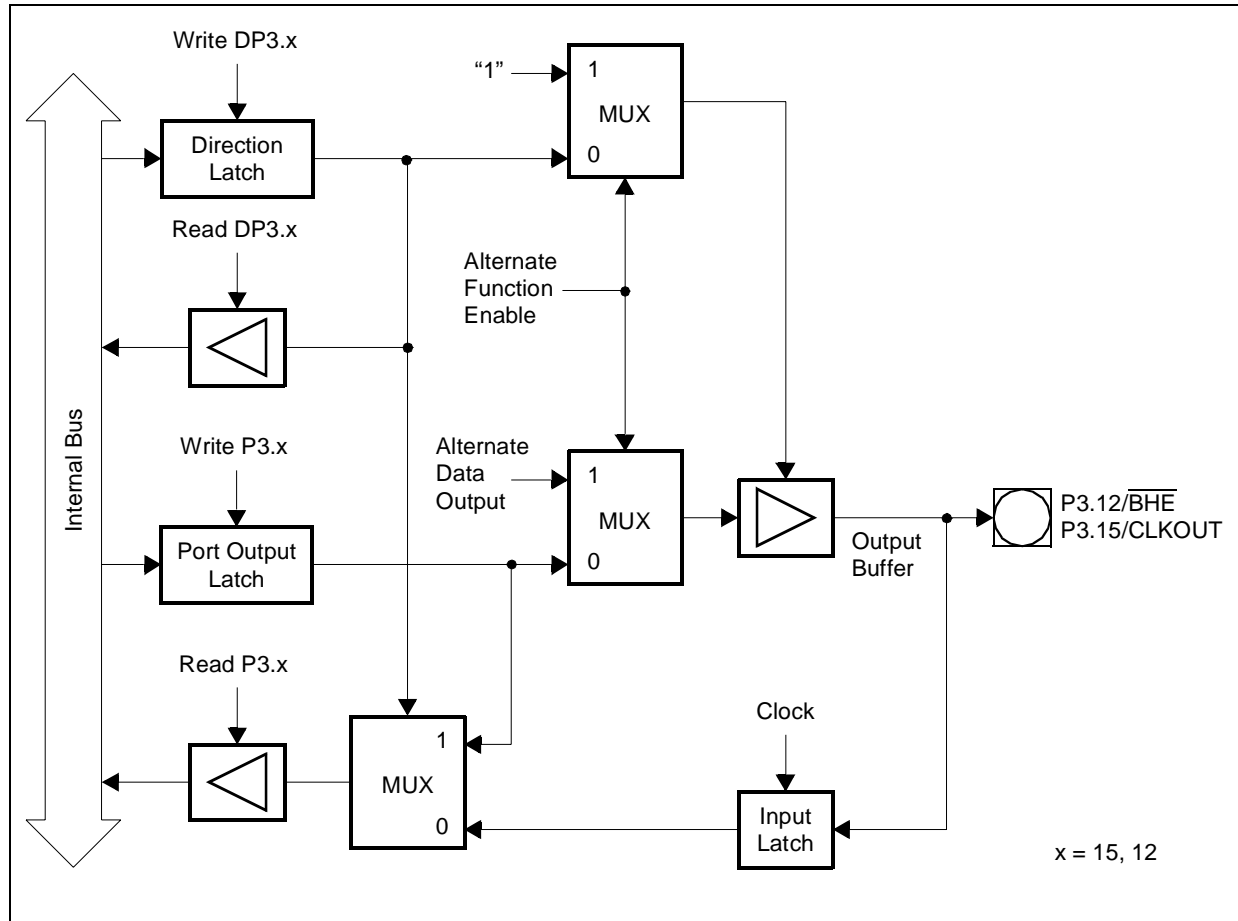 Write DP3.x
“1”
1
MUX
0
Direction
Latch
Read DP3.x
Alternate
Function
Enable
Internal Bus
Write P3.x
Alternate
Data
Output
1
MUX
0
Port Output
Latch
Output
Buffer
P3.12/BHE
P3.15/CLKOUT
Read P3.x
1
MUX
0
Clock
Input
Latch
x = 15, 12